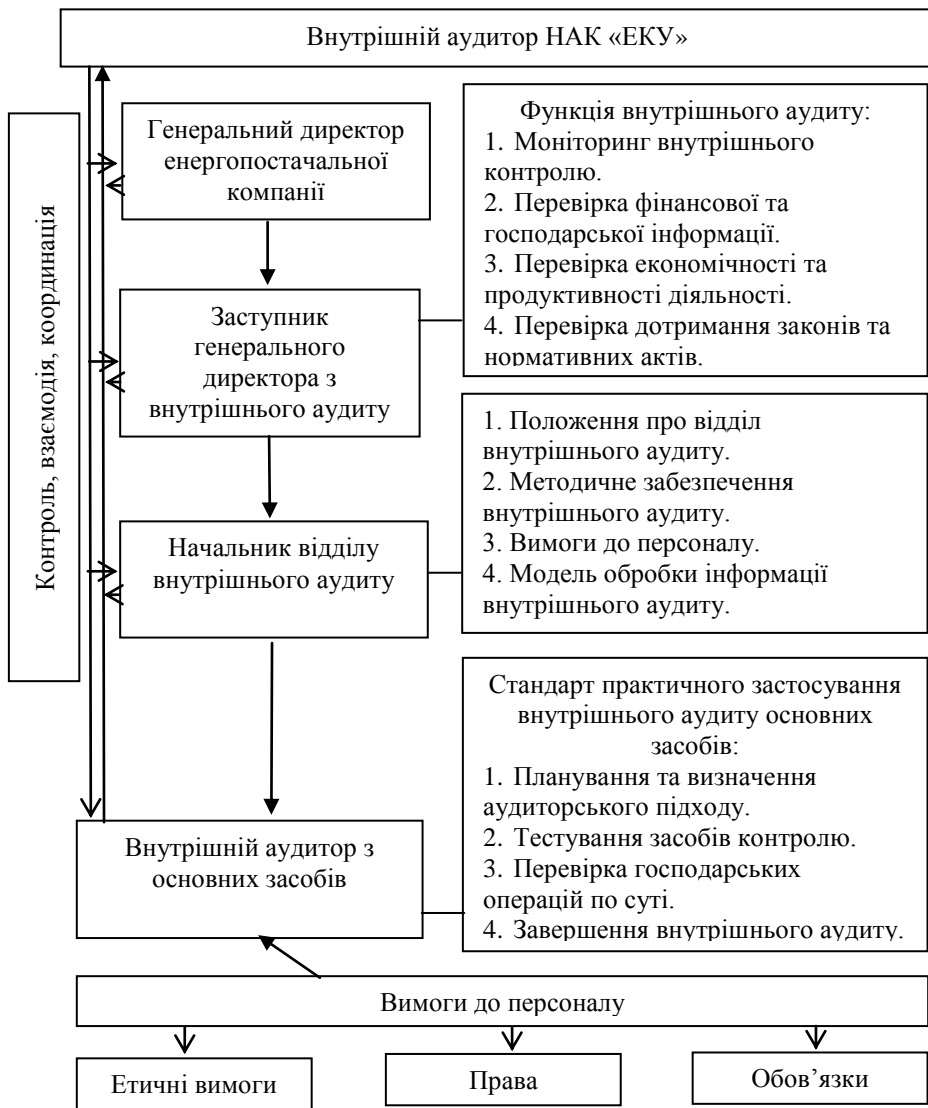 Внутрішній аудитор НАК «ЕКУ»
Контроль, взаємодія, координація
Генеральний директор
енергопостачальної
компанії
Функція внутрішнього аудиту:
1. Моніторинг внутрішнього
контролю.
2. Перевірка фінансової та
господарської інформації.
3. Перевірка економічності та
продуктивності діяльності.
4. Перевірка дотримання законів та
нормативних актів.
Заступник
генерального
директора з
внутрішнього аудиту
1. Положення про відділ
внутрішнього аудиту.
2. Методичне забезпечення
внутрішнього аудиту.
3. Вимоги до персоналу.
4. Модель обробки інформації
внутрішнього аудиту.
Начальник відділу
внутрішнього аудиту
Стандарт практичного застосування
внутрішнього аудиту основних
засобів:
1. Планування та визначення
аудиторського підходу.
2. Тестування засобів контролю.
3. Перевірка господарських
операцій по суті.
4. Завершення внутрішнього аудиту.
Внутрішній аудитор з
основних засобів
Вимоги до персоналу
Етичні вимоги
Права
Обов’язки